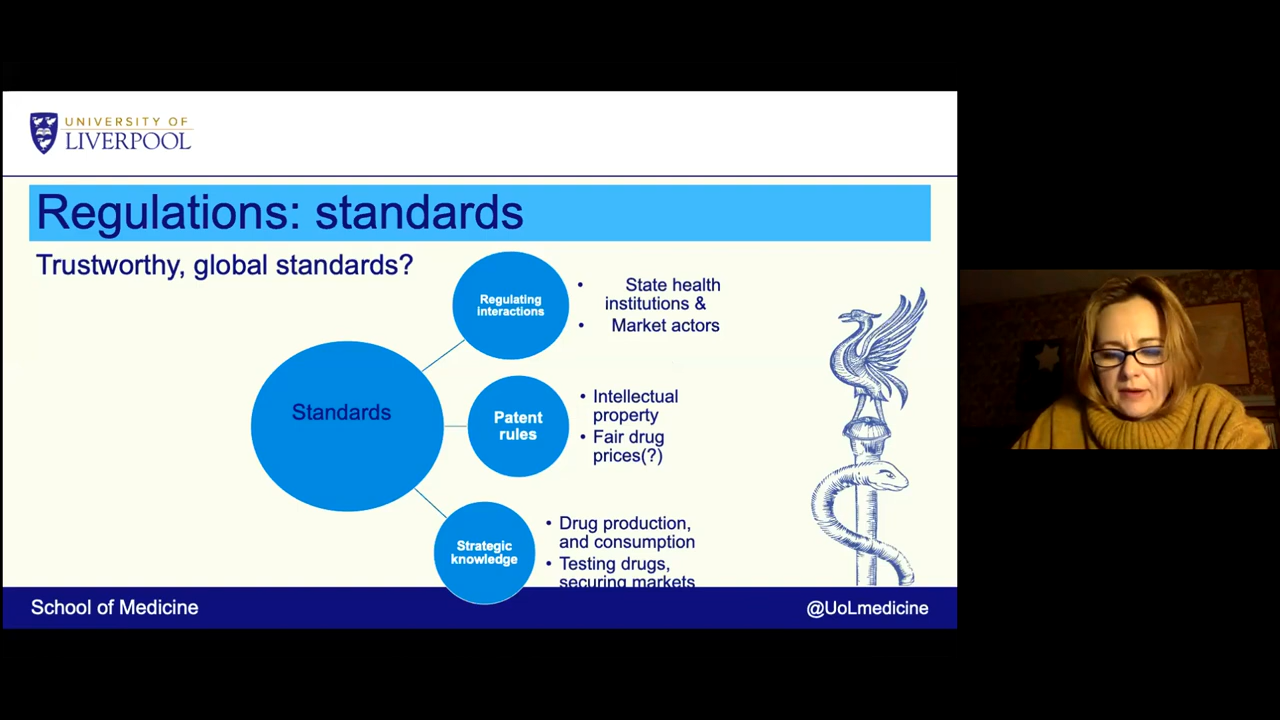 UNIVERSITY OF
LIVERPOOL
Regulations: standards
Trustworthy, global standards?
Standards
Regulating
interactions
• State health
institutions &
• Market actors
Patent
rules
• Intellectual
property
• Fair drug
prices(?)
Strategic
knowledge
• Drug production,
and consumption
• Testing drugs,
securing markets
School of Medicine
@UoLmedicine